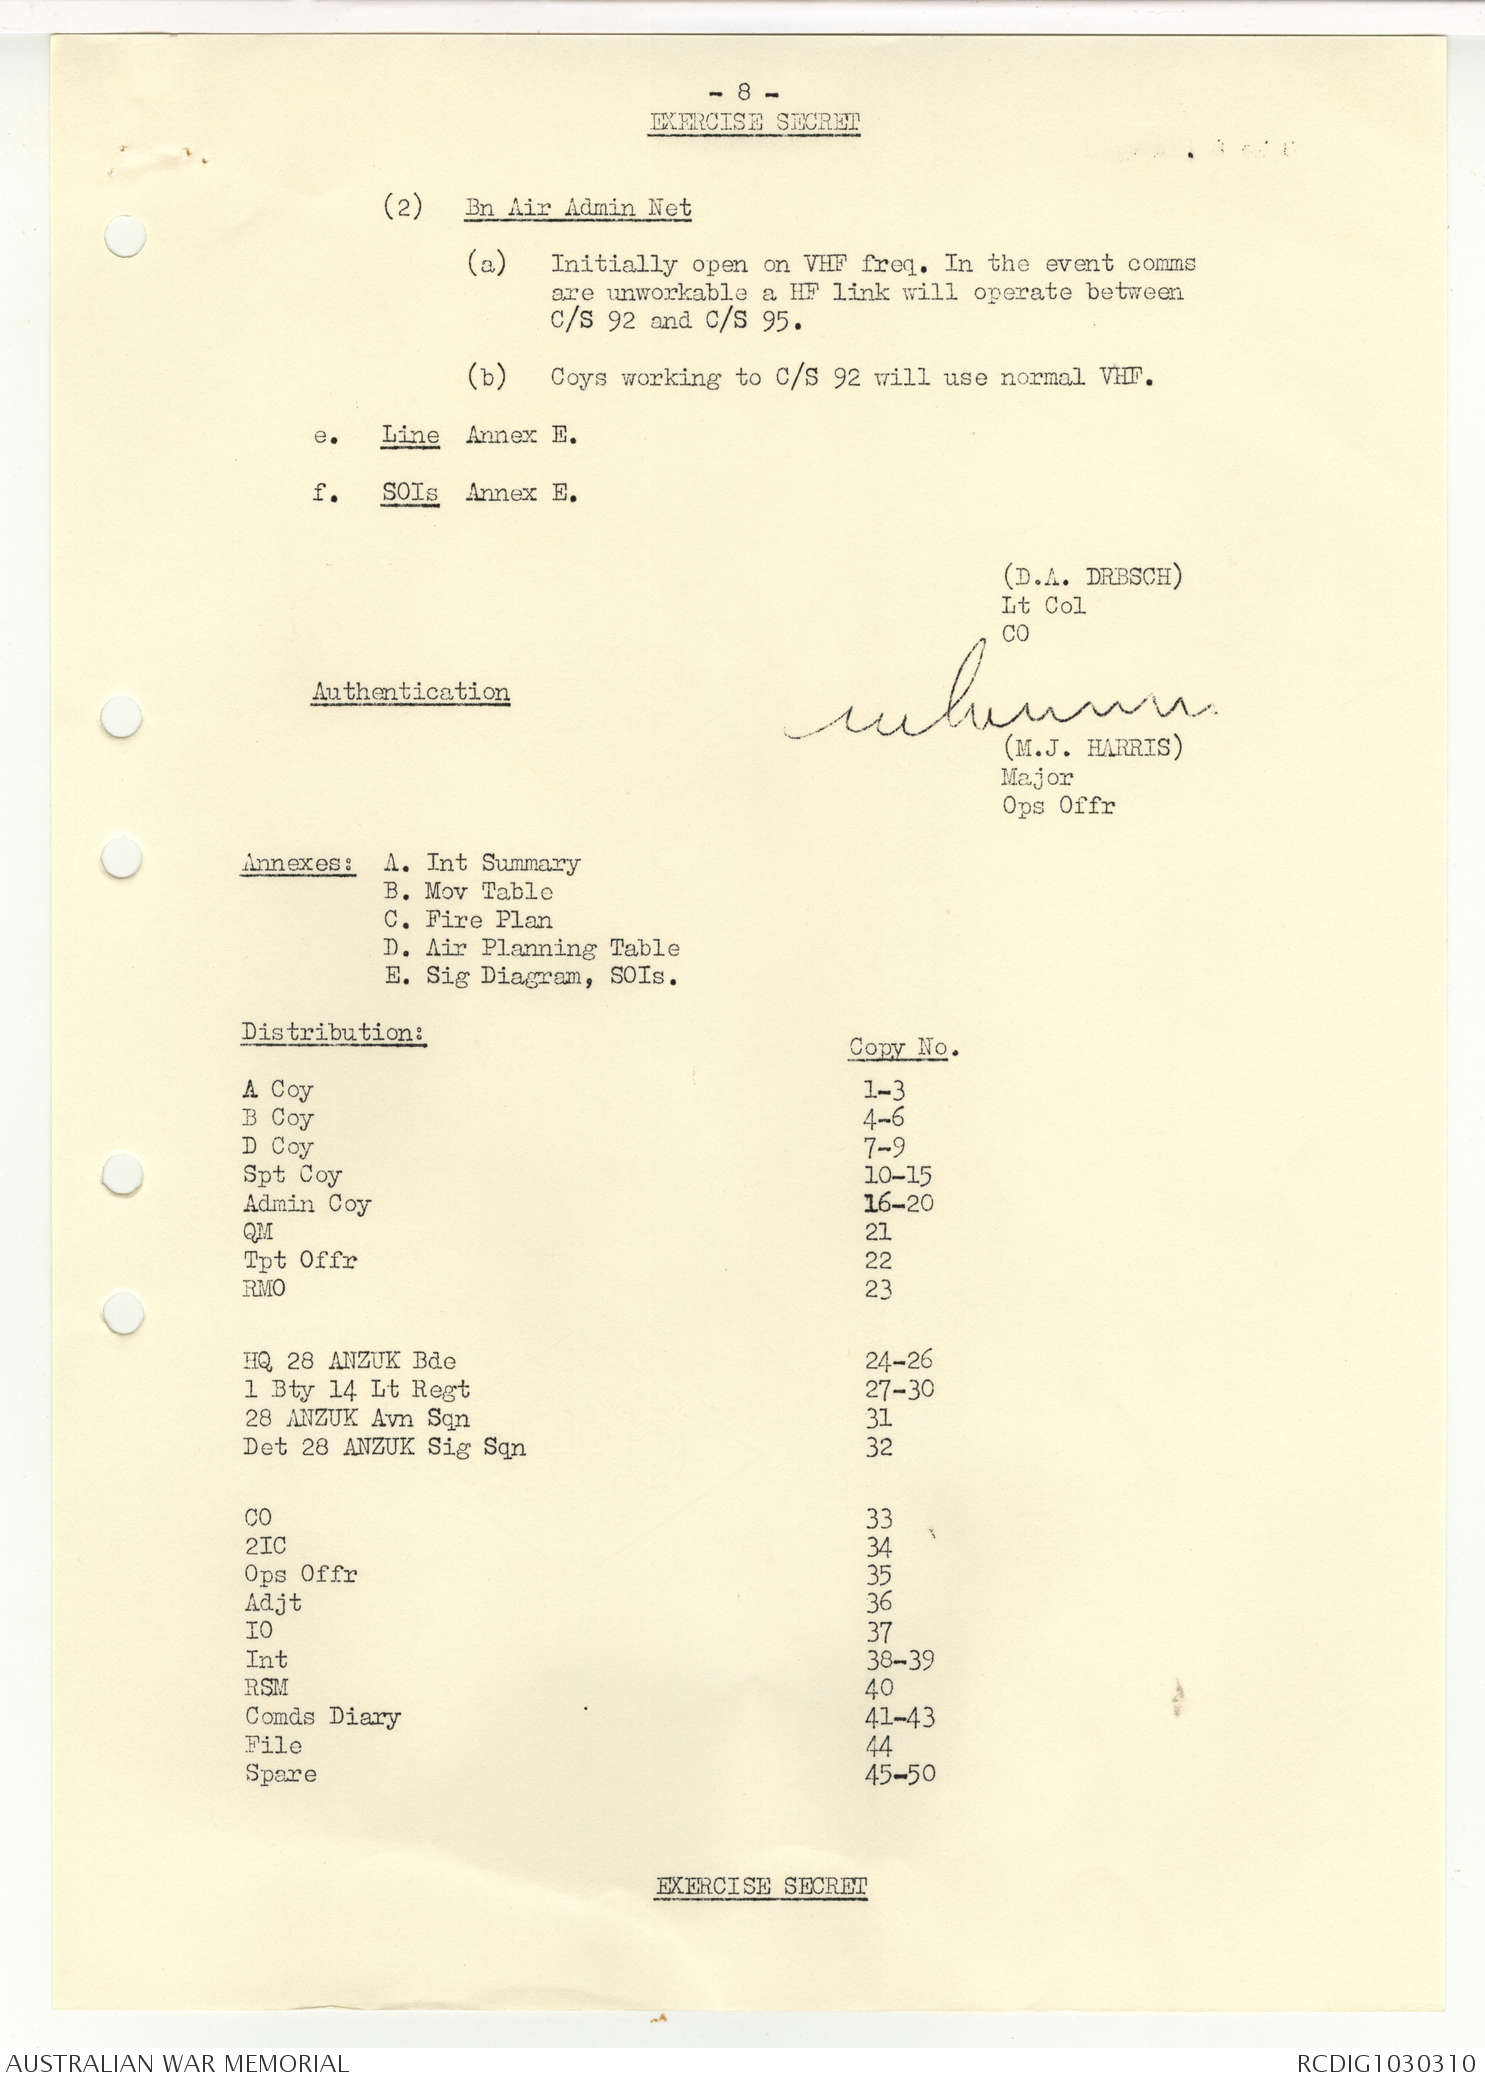 - 8 -
EXERCISE SECRET
(2) Bn Air Admin Net
(a) Initially open on VHF freq. In the event comms
are unworkable a HF link will operate between
C/S 92 and C/S 95.
(b) Coys working to C/S 92 will use normal VHF.
e. Line Annex E.
f. SOIs Annex E.
(D.A. DRBSCH)
Lt Col
CO
Authentication
(M.J. HARRIS)
Major
Ops Offr
Annexes: A. Int Summary
B. Mov Table
C. Fire Plan
D. Air Planning Table
E. Sig Diagram, SOIs.
Distribution:
Copy No.
A Coy 1-3
B Coy 4-6
D Coy 7-9
Spt Coy 10-15
Admin Coy 16-20
QM 21
Tpt Offr 22
RMO 23
HQ 28 ANZUK Bde 24-26
1 Bty 14 Lt Regt 27-30
28 ANZUK Avn Sqn 31
Det 28 ANZUK Sig Sqn 32
CO 33
2IC 34
Ops Offr 35
Adjt 36
IO 37
Int 38-39
RSM 40
Comds Diary 41-43
File 44
Spare 45-50
EXERCISE SECRET
AUSTRALIAN WAR MEMORIAL
RCDIG1030310